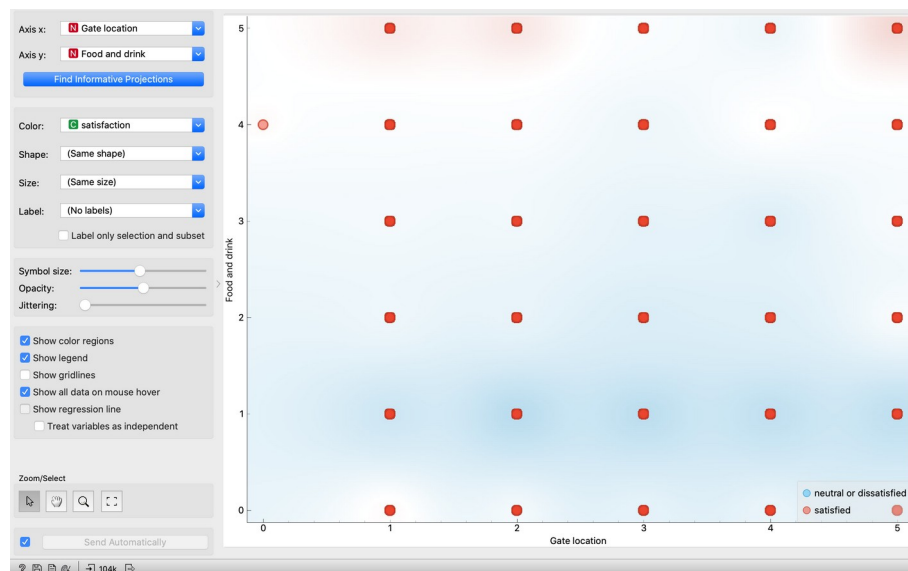 Axis x: N Gate location
Axis y: N Food and drink
Find Informative Projections
Color: C satisfaction
Shape: (Same shape)
Size: (Same size)
Label: (No labels)
Label only selection and subset
Symbol size:
Opacity:
Jittering:
Show color regions
Show legend
Show gridlines
Show all data on mouse hover
Show regression line
Treat variables as independent
Zoom/Select
Send Automatically
? 104k
5
4
3
2
1
0
Food and drink
0 1 2 3 4 5
Gate location
neutral or dissatisfied
satisfied